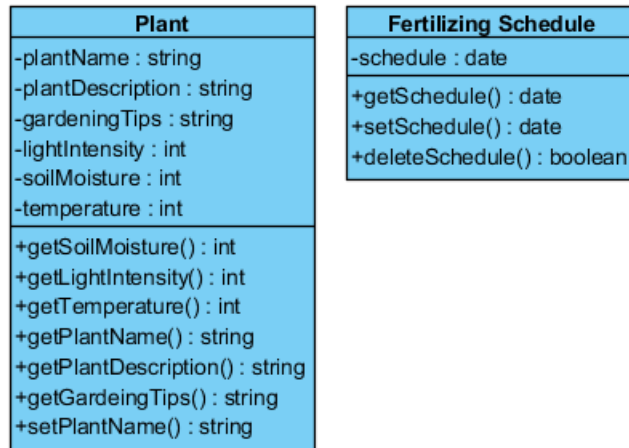 Plant
-plantName : string
-plantDescription : string
-gardeningTips : string
-lightIntensity : int
-soilMoisture : int
-temperature : int
+getSoilMoisture() : int
+getLightIntensity() : int
+getTemperature() : int
+getPlantName() : string
+getPlantDescription() : string
+getGardeingTips() : string
+setPlantName() : string
Fertilizing Schedule
-schedule : date
+getSchedule() : date
+setSchedule() : date
+deleteSchedule() : boolean